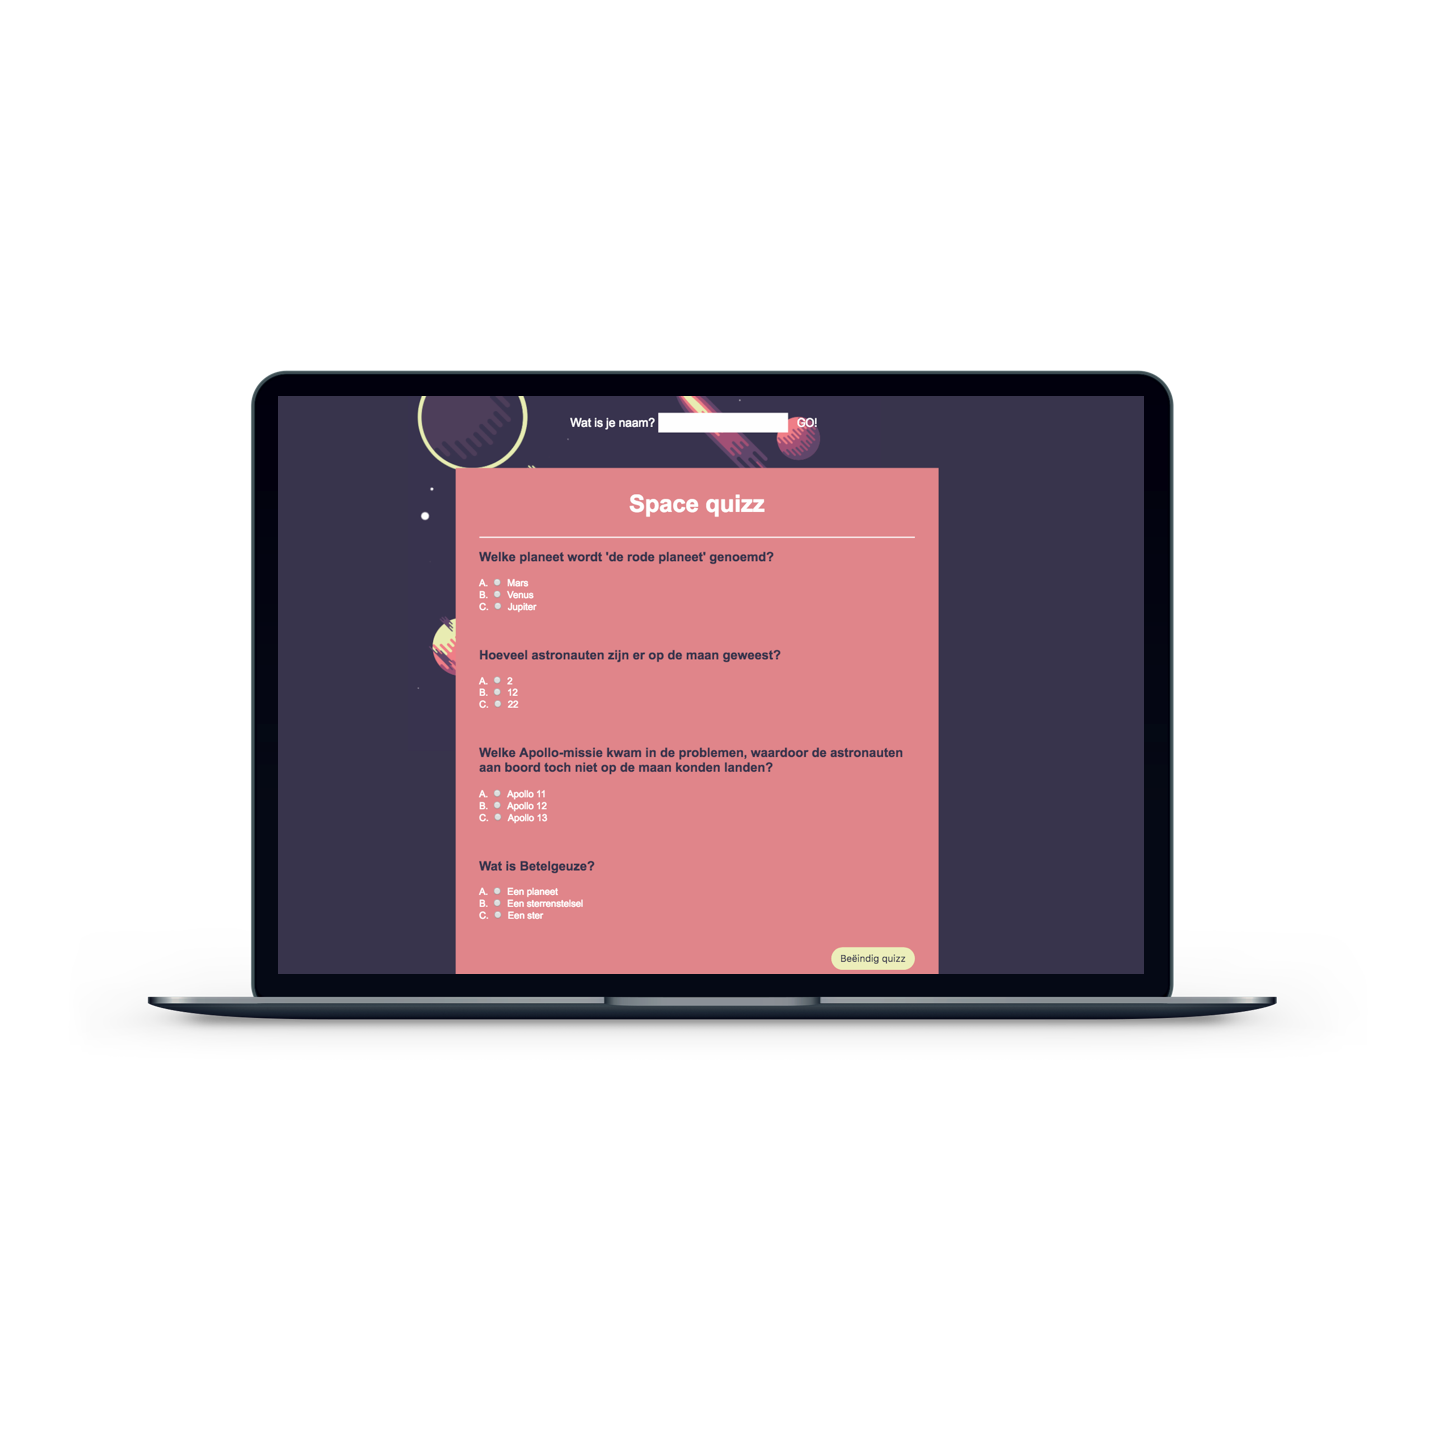 Wat is je naam? GO!
Space quizz
Welke planeet wordt 'de rode planeet' genoemd?
A. Mars
B. Venus
C. Jupiter
Hoeveel astronauten zijn er op de maan geweest?
A. 2
B. 12
C. 22
Welke Apollo-missie kwam in de problemen, waardoor de astronauten
aan boord toch niet op de maan konden landen?
A. Apollo 11
B. Apollo 12
C. Apollo 13
Wat is Betelgeuze?
A. Een planeet
B. Een sterrenstelsel
C. Een ster
Beëindig quizz